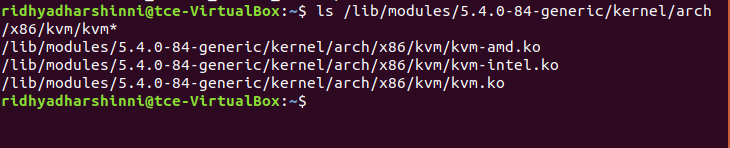 ridhyadharshinni@tce-VirtualBox:~$ ls /lib/modules/5.4.0-84-generic/kernel/arch
/x86/kvm/kvm*
/lib/modules/5.4.0-84-generic/kernel/arch/x86/kvm/kvm-amd.ko
/lib/modules/5.4.0-84-generic/kernel/arch/x86/kvm/kvm-intel.ko
/lib/modules/5.4.0-84-generic/kernel/arch/x86/kvm/kvm.ko
ridhyadharshinni@tce-VirtualBox:~$